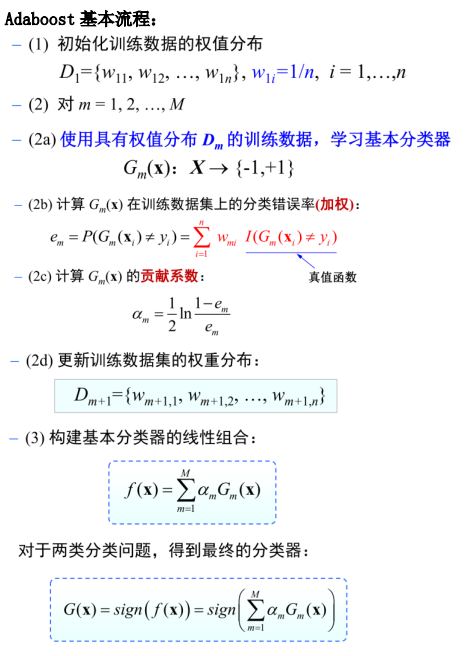 Adaboost 基本流程：
– (1) 初始化训练数据的权值分布
D₁={w₁₁, w₁₂, …, w₁ₙ}, w₁ᵢ=1/n, i = 1,…,n
– (2) 对 m = 1, 2, …, M
– (2a) 使用具有权值分布 Dₘ 的训练数据，学习基本分类器
Gₘ(x)：X → {-1,+1}
– (2b) 计算 Gₘ(x) 在训练数据集上的分类错误率(加权)：
eₘ = P(Gₘ(xᵢ) ≠ yᵢ) = ∑_{i=1}^{n} w_{mi} I(Gₘ(xᵢ) ≠ yᵢ)
– (2c) 计算 Gₘ(x) 的贡献系数： 真值函数
αₘ = 1/2 ln (1−eₘ)/eₘ
– (2d) 更新训练数据集的权重分布：
Dₘ₊₁={wₘ₊₁,₁, wₘ₊₁,₂, …, wₘ₊₁,ₙ}
– (3) 构建基本分类器的线性组合：
f(x) = ∑_{m=1}^{M} αₘGₘ(x)
对于两类分类问题，得到最终的分类器：
G(x) = sign(f(x)) = sign(∑_{m=1}^{M} αₘGₘ(x))